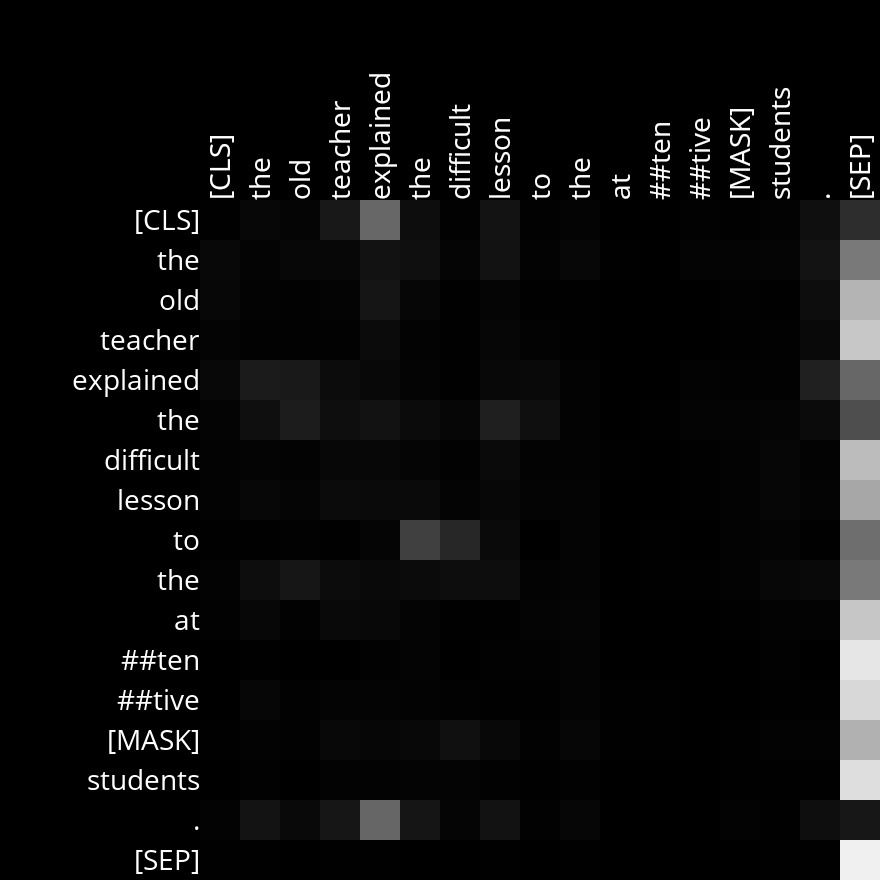 [CLS] the old teacher explained the difficult lesson to the at ##ten ##tive [MASK] students . [SEP]
[CLS]
the
old
teacher
explained
the
difficult
lesson
to
the
at
##ten
##tive
[MASK]
students
.
[SEP]